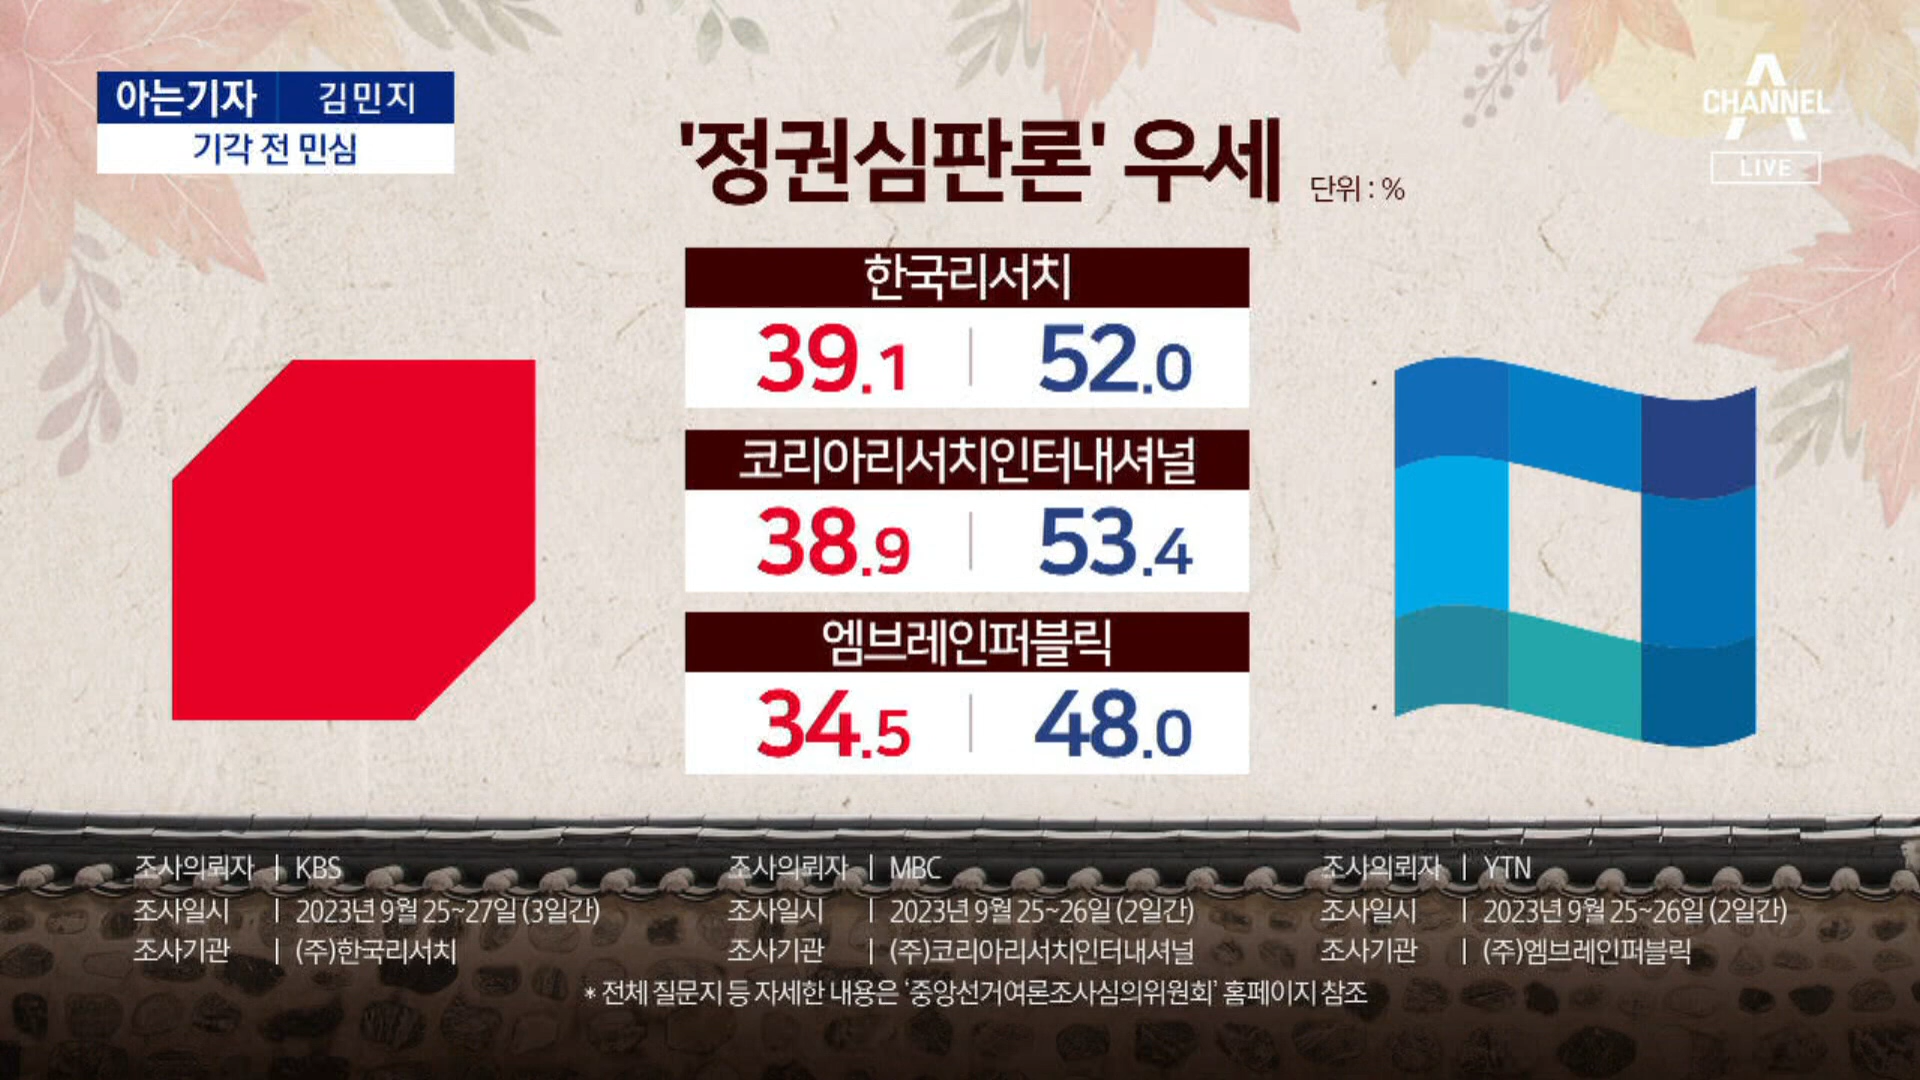 아는기자 김민지
기각 전 민심
CHANNEL A
LIVE
'정권심판론' 우세 단위 : %
한국리서치
39.1 52.0
코리아리서치인터내셔널
38.9 53.4
엠브레인퍼블릭
34.5 48.0
조사의뢰자 | KBS
조사일시 | 2023년 9월 25~27일 (3일간)
조사기관 | (주)한국리서치
조사의뢰자 | MBC
조사일시 | 2023년 9월 25~26일 (2일간)
조사기관 | (주)코리아리서치인터내셔널
조사의뢰자 | YTN
조사일시 | 2023년 9월 25~26일 (2일간)
조사기관 | (주)엠브레인퍼블릭
* 전체 질문지 등 자세한 내용은 ‘중앙선거여론조사심의위원회’ 홈페이지 참조